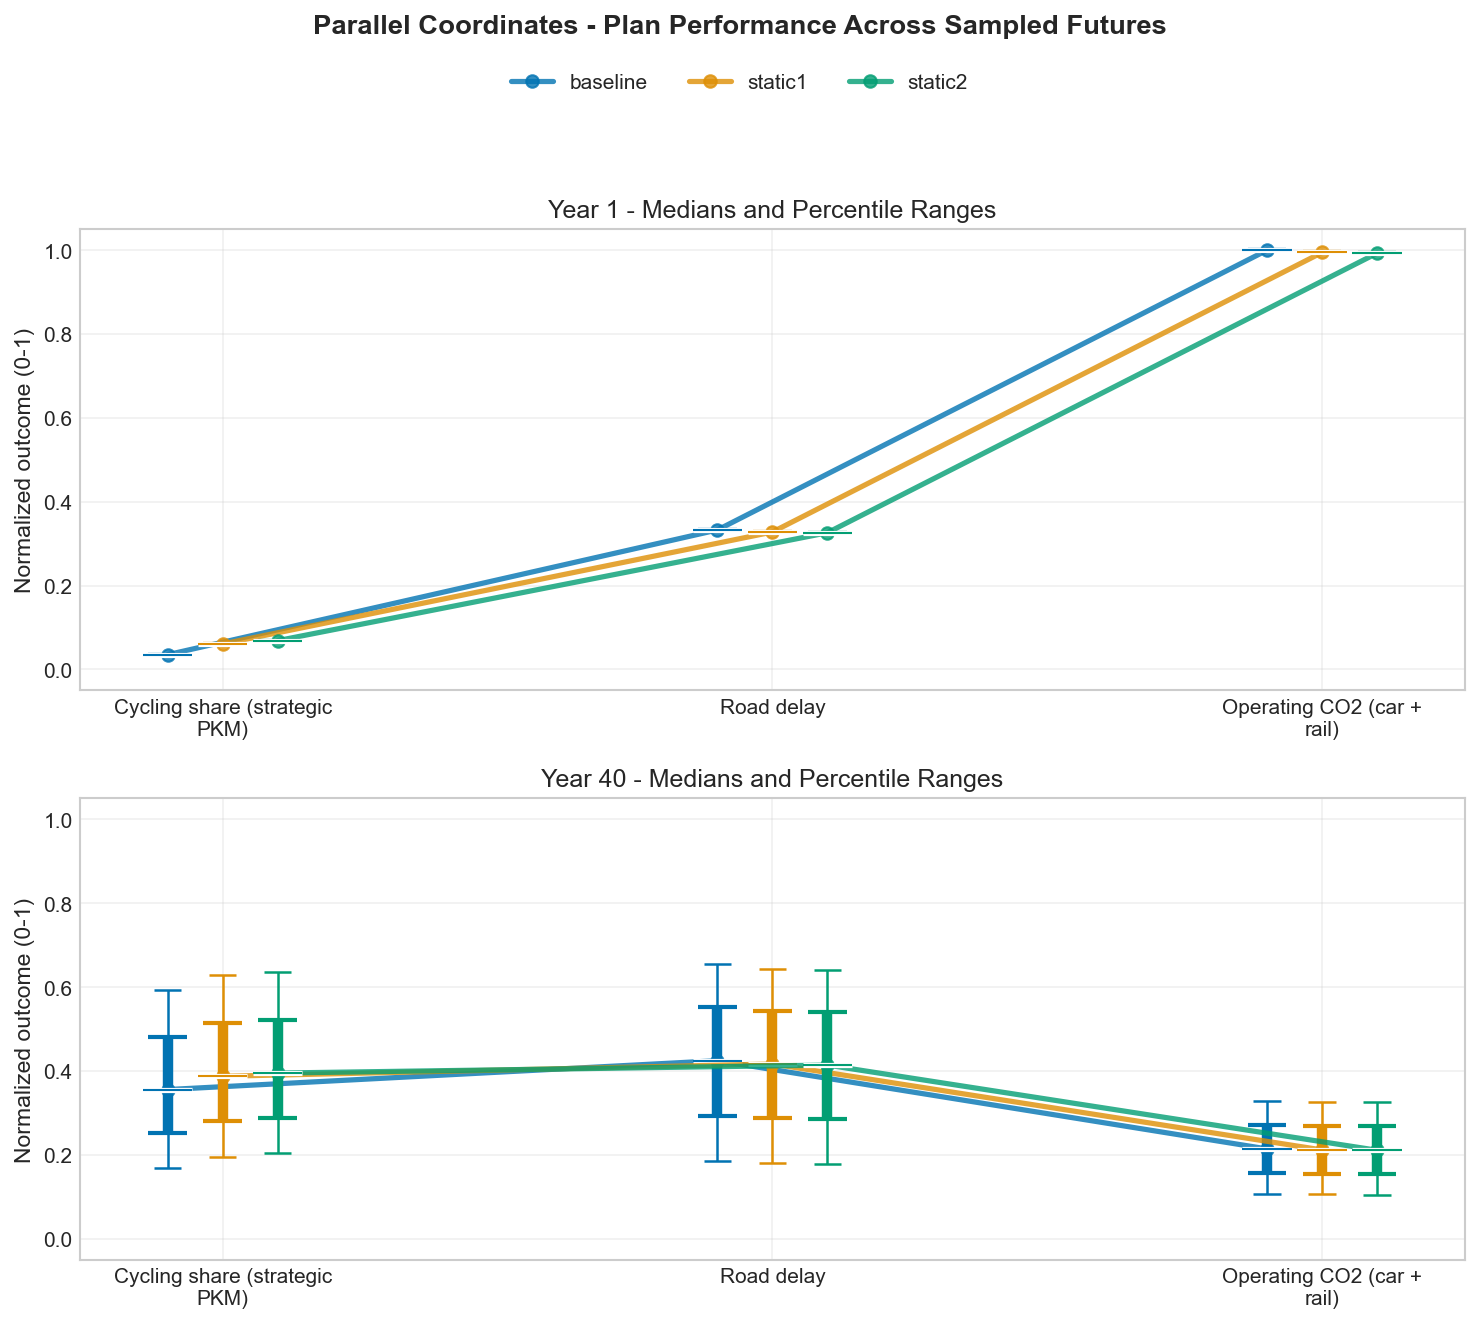 Parallel Coordinates - Plan Performance Across Sampled Futures
baseline static1 static2
Year 1 - Medians and Percentile Ranges
Normalized outcome (0-1)
1.0
0.8
0.6
0.4
0.2
0.0
Cycling share (strategic
PKM)
Road delay
Operating CO2 (car +
rail)
Year 40 - Medians and Percentile Ranges
Normalized outcome (0-1)
1.0
0.8
0.6
0.4
0.2
0.0
Cycling share (strategic
PKM)
Road delay
Operating CO2 (car +
rail)